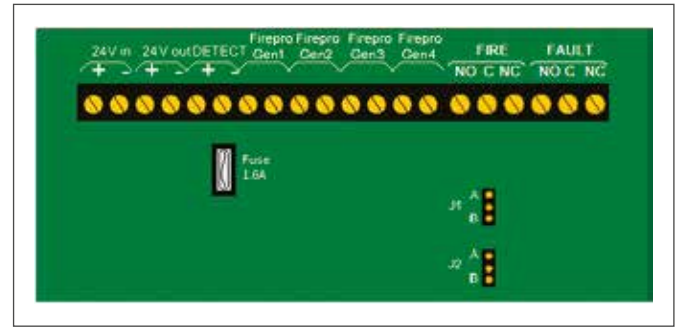 Firepro Firepro Firepro Firepro
24V in 24V out DETECT Gen1 Gen2 Gen3 Gen4 FIRE FAULT
+ - + - + - NO C NC NO C NC
Fuse
1.6A
A
J1
B
A
J2
B